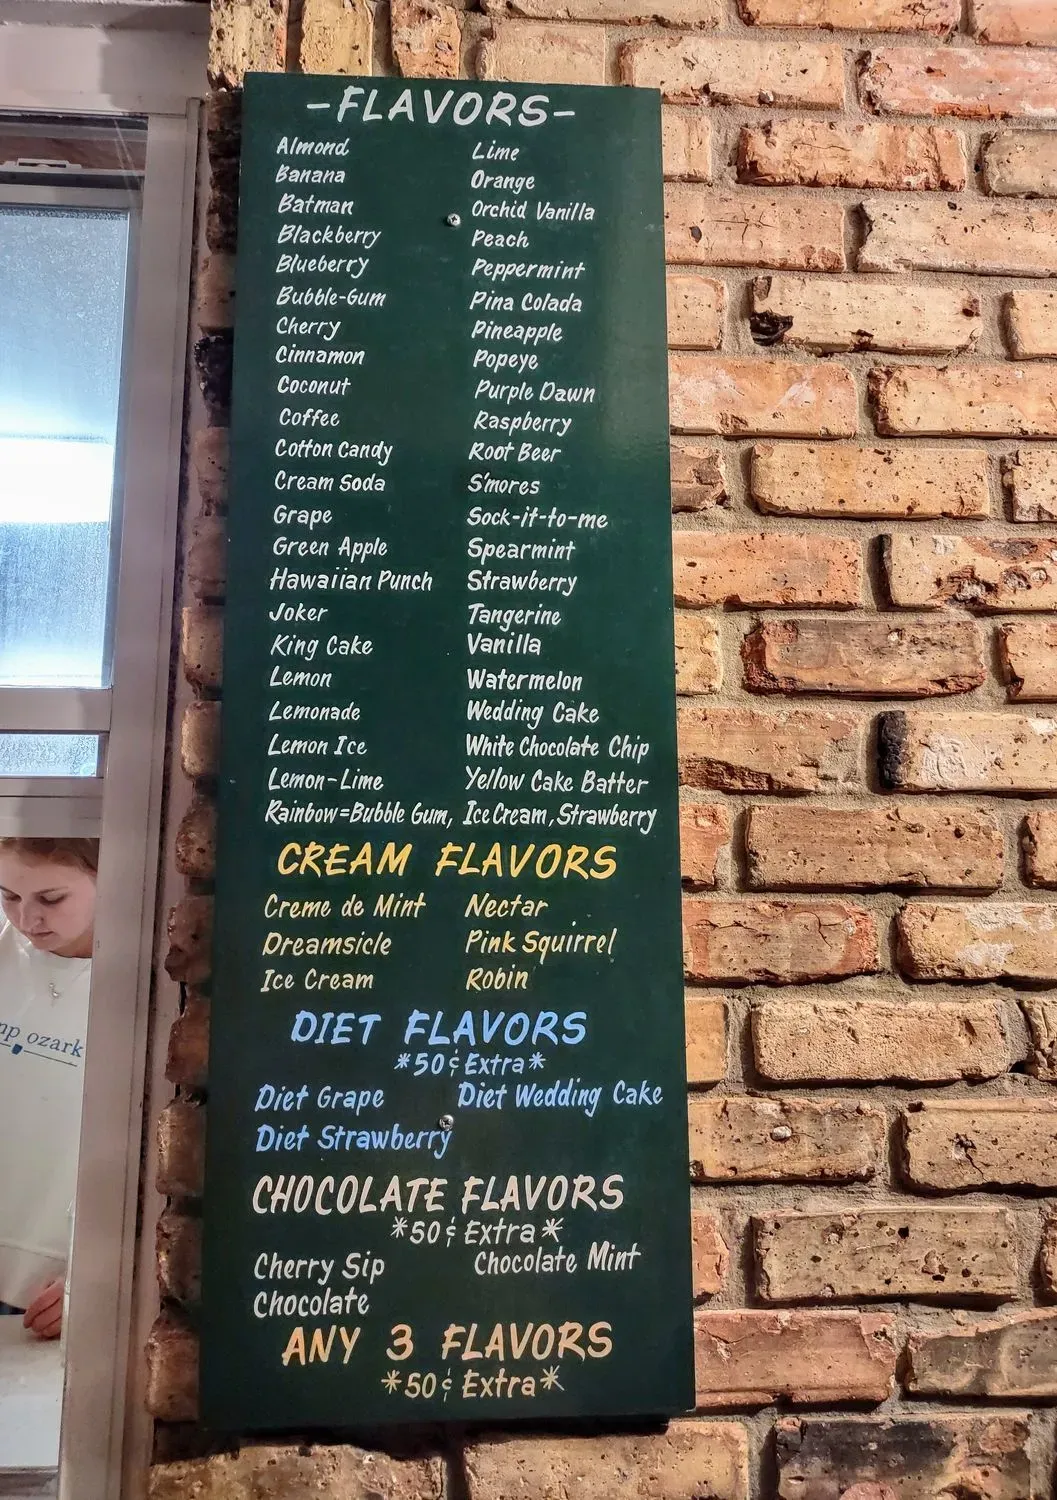 -FLAVORS-
Almond
Banana
Batman
Blackberry
Blueberry
Bubble-Gum
Cherry
Cinnamon
Coconut
Coffee
Cotton Candy
Cream Soda
Grape
Green Apple
Hawaiian Punch
Joker
King Cake
Lemon
Lemonade
Lemon Ice
Lemon-Lime
Lime
Orange
Orchid Vanilla
Peach
Peppermint
Pina Colada
Pineapple
Popeye
Purple Dawn
Raspberry
Root Beer
S'mores
Sock-it-to-me
Spearmint
Strawberry
Tangerine
Vanilla
Watermelon
Wedding Cake
White Chocolate Chip
Yellow Cake Batter
Rainbow=Bubble Gum, Ice Cream, Strawberry
CREAM FLAVORS
Creme de Mint
Dreamsicle
Ice Cream
Nectar
Pink Squirrel
Robin
DIET FLAVORS
*50¢ Extra*
Diet Grape
Diet Strawberry
Diet Wedding Cake
CHOCOLATE FLAVORS
*50¢ Extra*
Cherry Sip
Chocolate
Chocolate Mint
ANY 3 FLAVORS
*50¢ Extra*
mp ozark